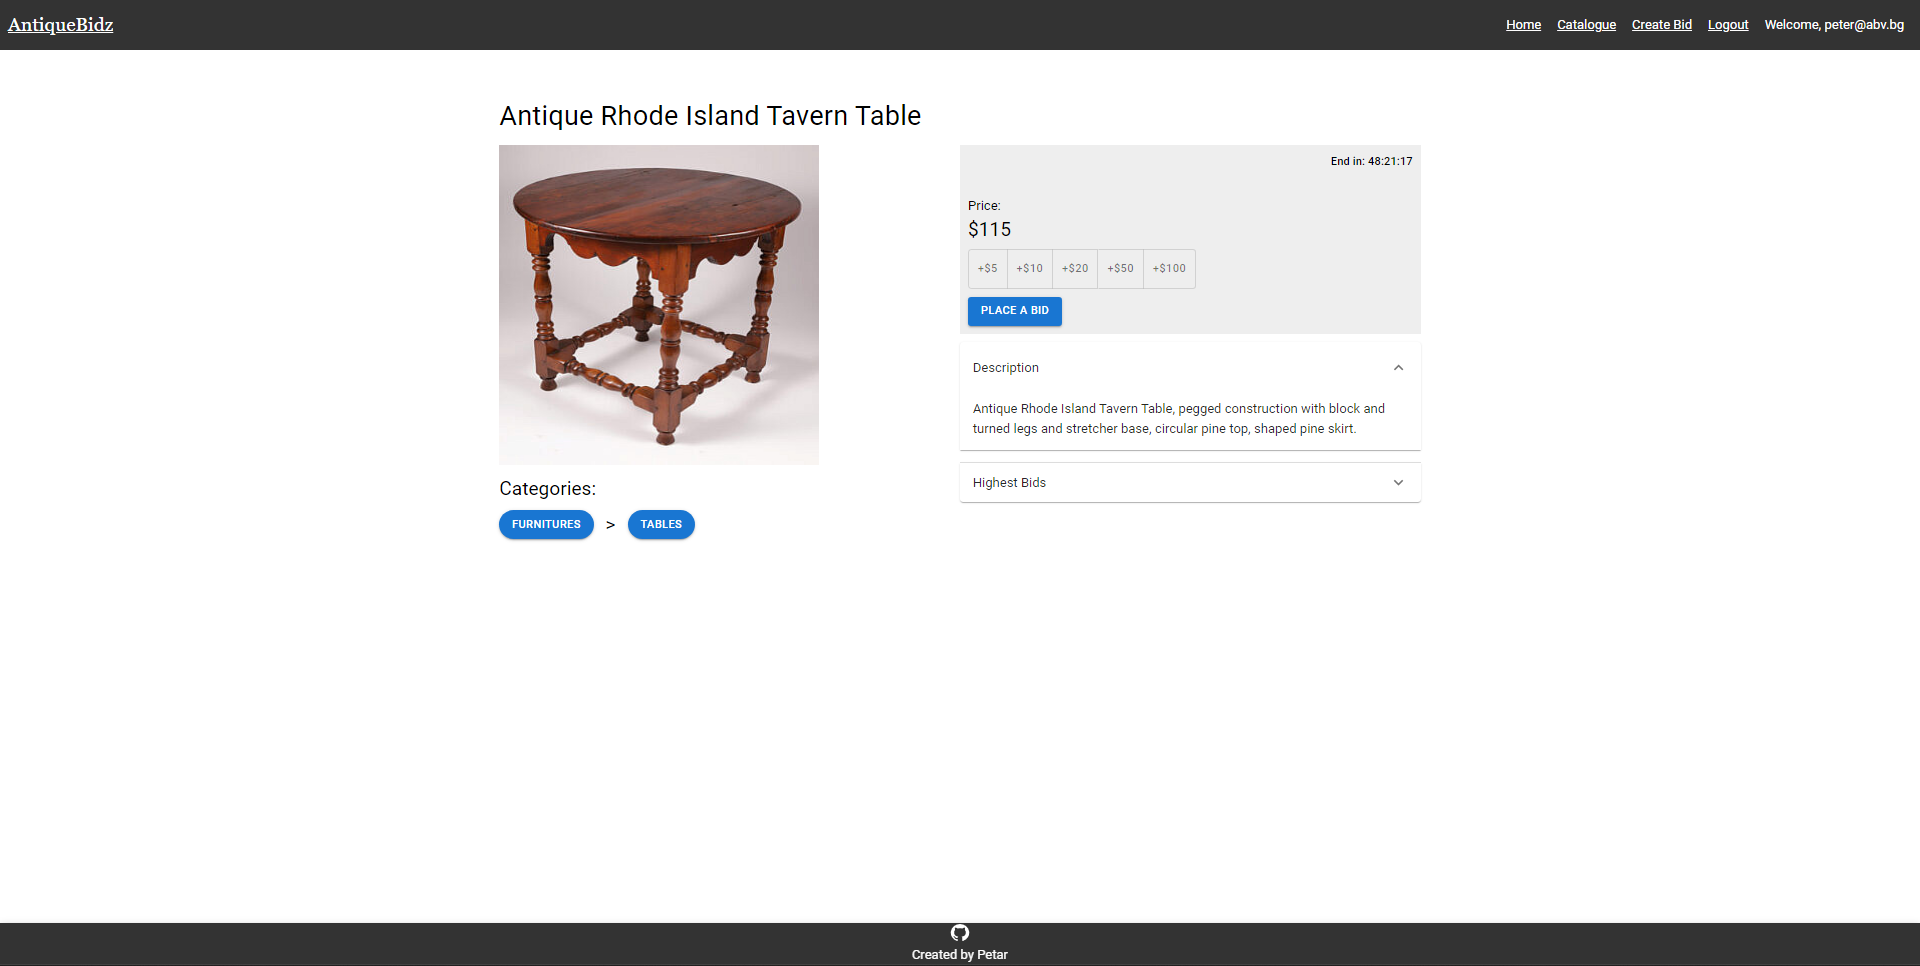 AntiqueBidz
Home Catalogue Create Bid Logout Welcome, peter@abv.bg
Antique Rhode Island Tavern Table
End in: 48:21:17
Price:
$115
+$5 +$10 +$20 +$50 +$100
PLACE A BID
Description
Antique Rhode Island Tavern Table, pegged construction with block and
turned legs and stretcher base, circular pine top, shaped pine skirt.
Highest Bids
Categories:
FURNITURES > TABLES
Created by Petar